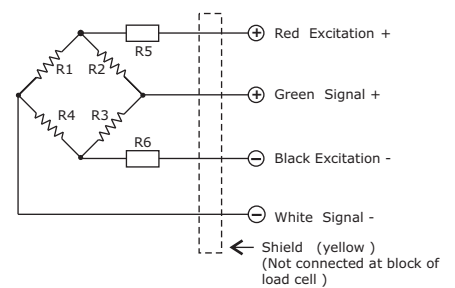 Red Excitation +
R5
R1 R2
Green Signal +
R4 R3
R6
Black Excitation -
White Signal -
Shield (yellow )
(Not connected at block of
load cell )